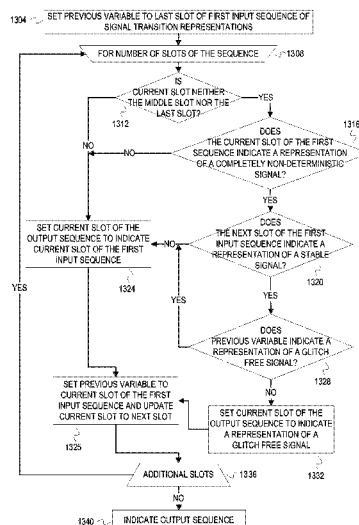 1304
SET PREVIOUS VARIABLE TO LAST SLOT OF FIRST INPUT SEQUENCE OF
SIGNAL TRANSITION REPRESENTATIONS
FOR NUMBER OF SLOTS OF THE SEQUENCE
1308
IS
CURRENT SLOT NEITHER
THE MIDDLE SLOT NOR THE
LAST SLOT?
1312
YES
NO
DOES
THE CURRENT SLOT OF THE FIRST
SEQUENCE INDICATE A REPRESENTATION
OF A COMPLETELY NON-DETERMINISTIC
SIGNAL?
1316
NO
YES
DOES
THE NEXT SLOT OF THE FIRST
INPUT SEQUENCE INDICATE A
REPRESENTATION OF A STABLE
SIGNAL?
1320
NO
YES
SET CURRENT SLOT OF THE
OUTPUT SEQUENCE TO INDICATE
CURRENT SLOT OF THE FIRST
INPUT SEQUENCE
1324
YES
YES
DOES
PREVIOUS VARIABLE INDICATE
A REPRESENTATION OF A GLITCH
FREE SIGNAL?
1328
NO
SET PREVIOUS VARIABLE TO
CURRENT SLOT OF THE FIRST
INPUT SEQUENCE AND UPDATE
CURRENT SLOT TO NEXT SLOT
1325
SET CURRENT SLOT OF THE
OUTPUT SEQUENCE TO INDICATE
A REPRESENTATION OF A
GLITCH FREE SIGNAL
1332
ADDITIONAL SLOTS
1336
NO
1340
INDICATE OUTPUT SEQUENCE